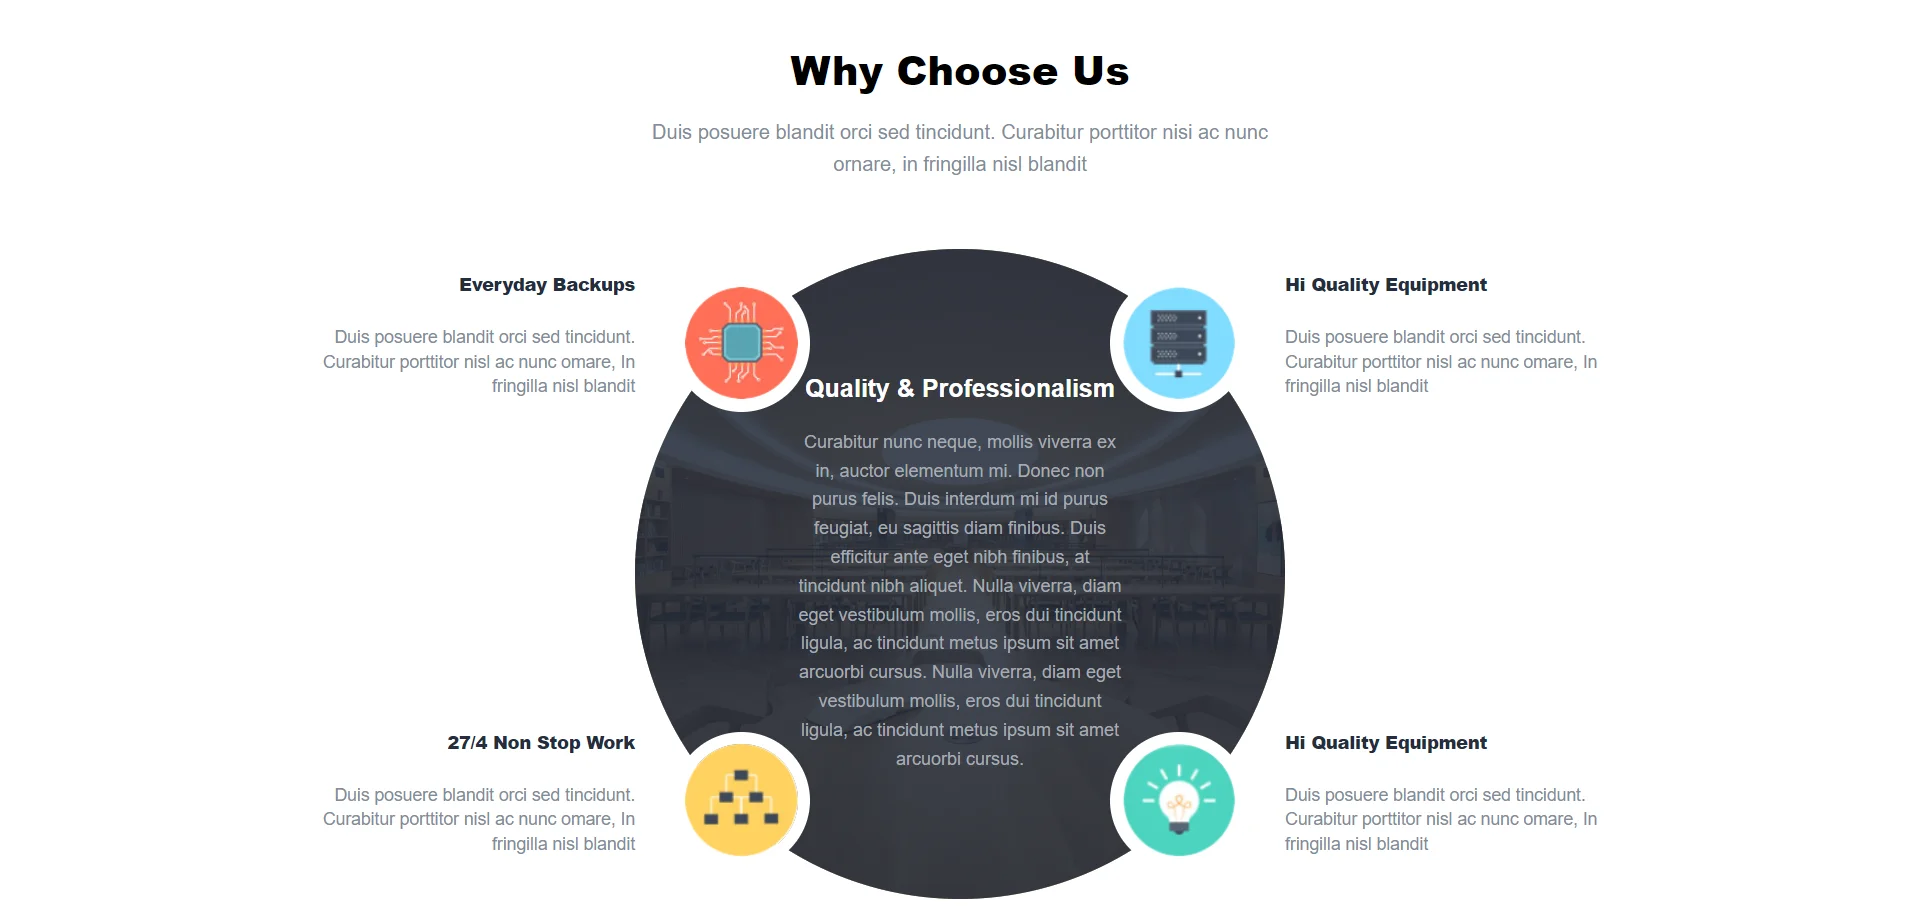 Why Choose Us
Duis posuere blandit orci sed tincidunt. Curabitur porttitor nisi ac nunc
ornare, in fringilla nisl blandit
Everyday Backups
Duis posuere blandit orci sed tincidunt.
Curabitur porttitor nisl ac nunc omare, In
fringilla nisl blandit
Hi Quality Equipment
Duis posuere blandit orci sed tincidunt.
Curabitur porttitor nisl ac nunc omare, In
fringilla nisl blandit
Quality & Professionalism
Curabitur nunc neque, mollis viverra ex
in, auctor elementum mi. Donec non
purus felis. Duis interdum mi id purus
feugiat, eu sagittis diam finibus. Duis
efficitur ante eget nibh finibus, at
tincidunt nibh aliquet. Nulla viverra, diam
eget vestibulum mollis, eros dui tincidunt
ligula, ac tincidunt metus ipsum sit amet
arcuorbi cursus. Nulla viverra, diam eget
vestibulum mollis, eros dui tincidunt
ligula, ac tincidunt metus ipsum sit amet
arcuorbi cursus.
27/4 Non Stop Work
Duis posuere blandit orci sed tincidunt.
Curabitur porttitor nisl ac nunc omare, In
fringilla nisl blandit
Hi Quality Equipment
Duis posuere blandit orci sed tincidunt.
Curabitur porttitor nisl ac nunc omare, In
fringilla nisl blandit